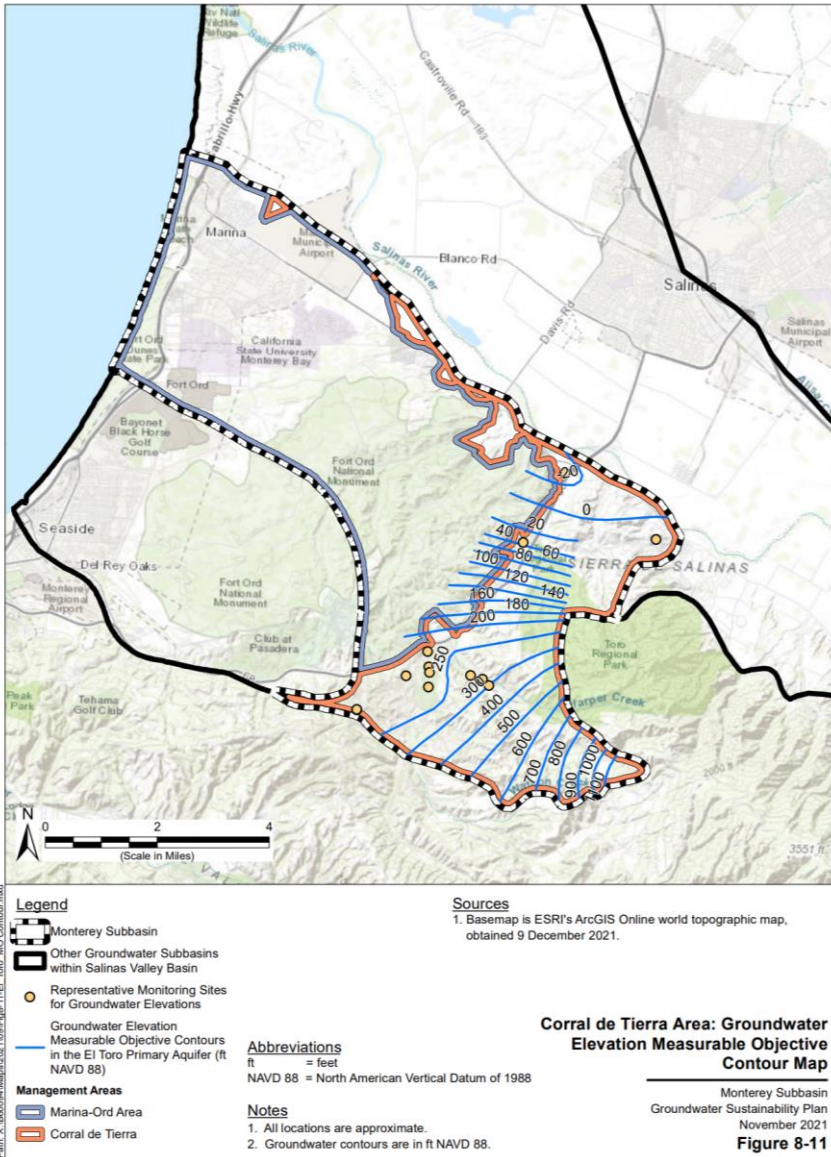 Wildlife
Refuge
Salinas River
Castroville Rd
183
Cabrillo Hwy
Marina
Municipal
Airport
Salinas River
Blanco Rd
Davis Rd
Salinas
Salinas
Municipal
Airport
California
State University
Monterey Bay
Fort Ord
Bayonet
Black Horse
Golf
Course
Fort Ord
National
Monument
Seaside
Del Rey Oaks
Monterey
Regional
Airport
Fort Ord
National
Monument
Club at
Pasadera
Tehama
Golf Club
Peak
Park
Toro
Regional
Park
Harper Creek
SALINAS
-20
0
20
40
60
80
100
120
140
160
180
200
250
300
400
500
600
700
800
900
1000
1100
3551 ft
N
0 2 4
(Scale in Miles)
Legend
Monterey Subbasin
Other Groundwater Subbasins
within Salinas Valley Basin
Representative Monitoring Sites
for Groundwater Elevations
Groundwater Elevation
Measurable Objective Contours
in the El Toro Primary Aquifer (ft
NAVD 88)
Management Areas
Marina-Ord Area
Corral de Tierra
Abbreviations
ft = feet
NAVD 88 = North American Vertical Datum of 1988
Notes
1. All locations are approximate.
2. Groundwater contours are in ft NAVD 88.
Sources
1. Basemap is ESRI's ArcGIS Online world topographic map,
obtained 9 December 2021.
Corral de Tierra Area: Groundwater
Elevation Measurable Objective
Contour Map
Monterey Subbasin
Groundwater Sustainability Plan
November 2021
Figure 8-11